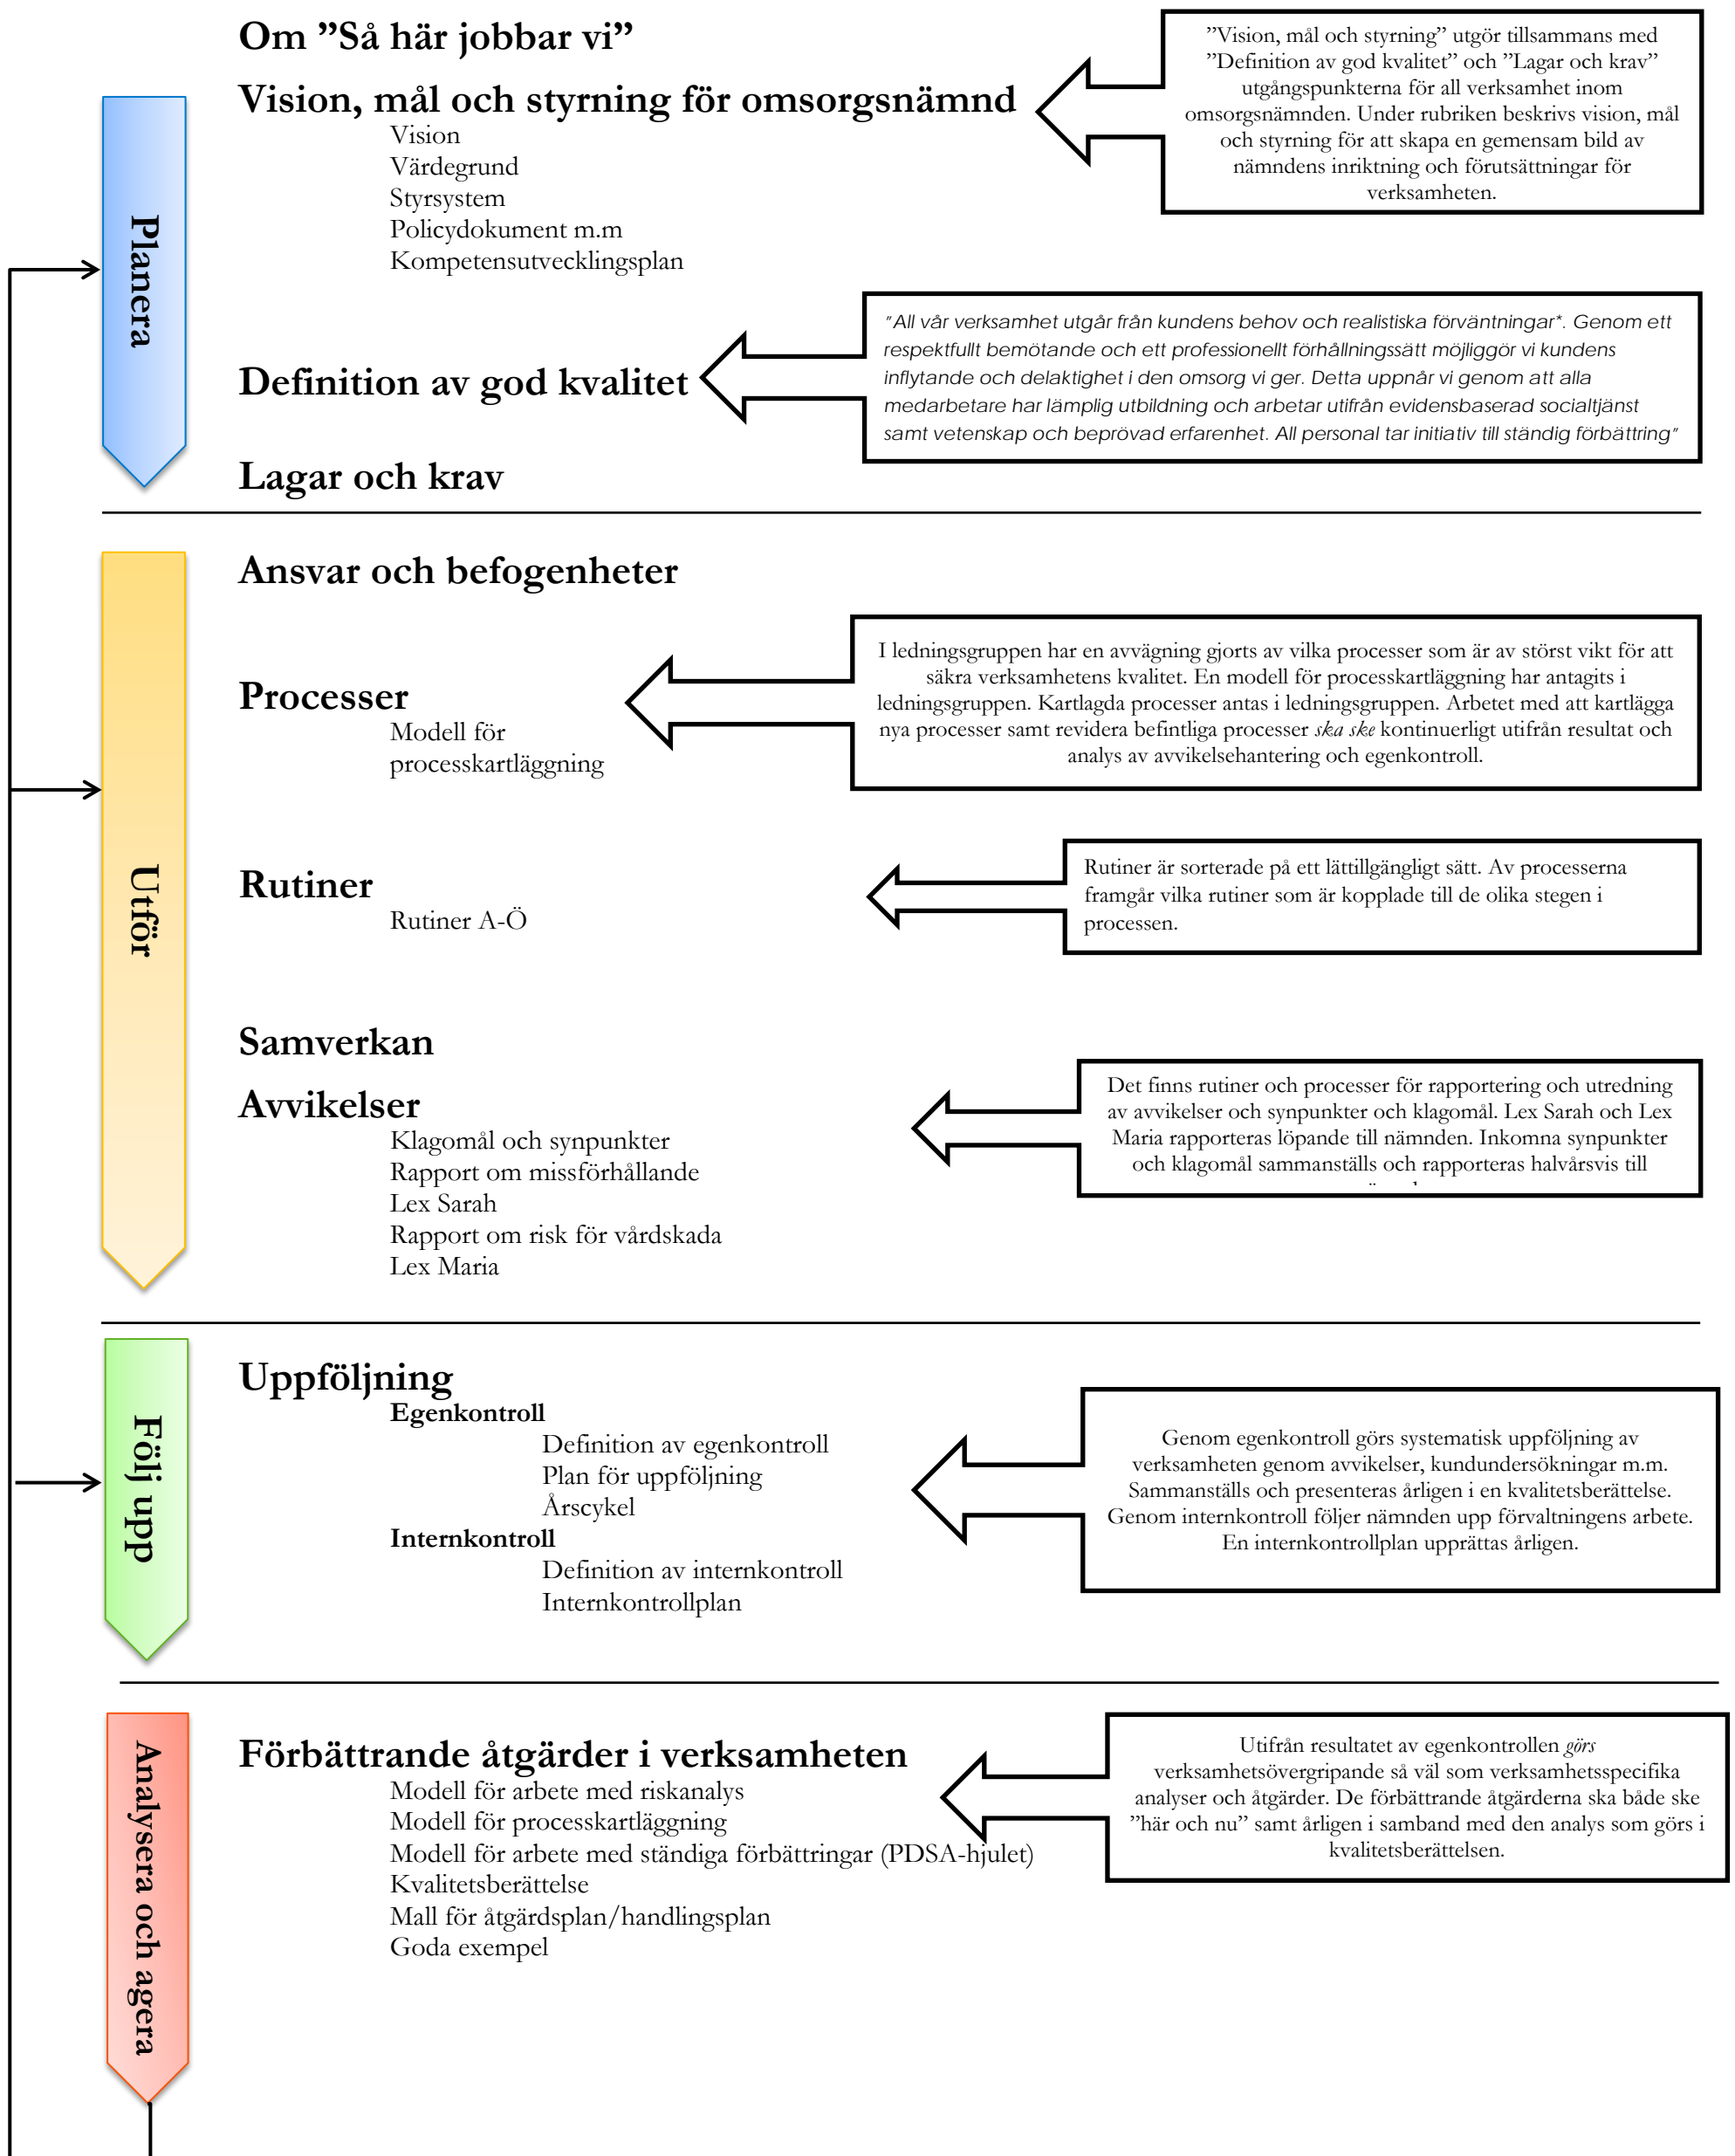 Om ”Så här jobbar vi”
Vision, mål och styrning för omsorgsnämnd
Vision
Värdegrund
Styrsystem
Policydokument m.m
Kompetensutvecklingsplan
”Vision, mål och styrning” utgör tillsammans med
”Definition av god kvalitet” och ”Lagar och krav”
utgångspunkterna för all verksamhet inom
omsorgsnämnden. Under rubriken beskrivs vision, mål
och styrning för att skapa en gemensam bild av
nämndens inriktning och förutsättningar för
verksamheten.
Planera
Definition av god kvalitet
”All vår verksamhet utgår från kundens behov och realistiska förväntningar*. Genom ett
respektfullt bemötande och ett professionellt förhållningssätt möjliggör vi kundens
inflytande och delaktighet i den omsorg vi ger. Detta uppnår vi genom att alla
medarbetare har lämplig utbildning och arbetar utifrån evidensbaserad socialtjänst
samt vetenskap och beprövad erfarenhet. All personal tar initiativ till ständig förbättring”
Lagar och krav
Utför
Ansvar och befogenheter
Processer
Modell för
processkartläggning
I ledningsgruppen har en avvägning gjorts av vilka processer som är av störst vikt för att
säkra verksamhetens kvalitet. En modell för processkartläggning har antagits i
ledningsgruppen. Kartlagda processer antas i ledningsgruppen. Arbetet med att kartlägga
nya processer samt revidera befintliga processer ska ske kontinuerligt utifrån resultat och
analys av avvikelsehantering och egenkontroll.
Rutiner
Rutiner A-Ö
Rutiner är sorterade på ett lättillgängligt sätt. Av processerna
framgår vilka rutiner som är kopplade till de olika stegen i
processen.
Samverkan
Avvikelser
Klagomål och synpunkter
Rapport om missförhållande
Lex Sarah
Rapport om risk för vårdskada
Lex Maria
Det finns rutiner och processer för rapportering och utredning
av avvikelser och synpunkter och klagomål. Lex Sarah och Lex
Maria rapporteras löpande till nämnden. Inkomna synpunkter
och klagomål sammanställs och rapporteras halvårsvis till
Följ upp
Uppföljning
Egenkontroll
Definition av egenkontroll
Plan för uppföljning
Årscykel
Internkontroll
Definition av internkontroll
Internkontrollplan
Genom egenkontroll görs systematisk uppföljning av
verksamheten genom avvikelser, kundundersökningar m.m.
Sammanställs och presenteras årligen i en kvalitetsberättelse.
Genom internkontroll följer nämnden upp förvaltningens arbete.
En internkontrollplan upprättas årligen.
Analysera och agera
Förbättrande åtgärder i verksamheten
Modell för arbete med riskanalys
Modell för processkartläggning
Modell för arbete med ständiga förbättringar (PDSA-hjulet)
Kvalitetsberättelse
Mall för åtgärdsplan/handlingsplan
Goda exempel
Utifrån resultatet av egenkontrollen görs
verksamhetsövergripande så väl som verksamhetsspecifika
analyser och åtgärder. De förbättrande åtgärderna ska både ske
”här och nu” samt årligen i samband med den analys som görs i
kvalitetsberättelsen.